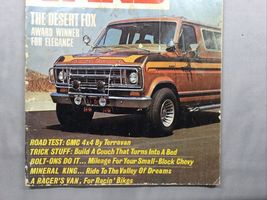 THE DESERT FOX
AWARD WINNER
FOR ELEGANCE
ROAD TEST: GMC 4x4 By Terravan
TRICK STUFF: Build A Couch That Turns Into A Bed
BOLT-ONS DO IT... Mileage For Your Small-Block Chevy
MINERAL KING... Ride To The Valley Of Dreams
A RACER'S VAN, For Racin' Bikes